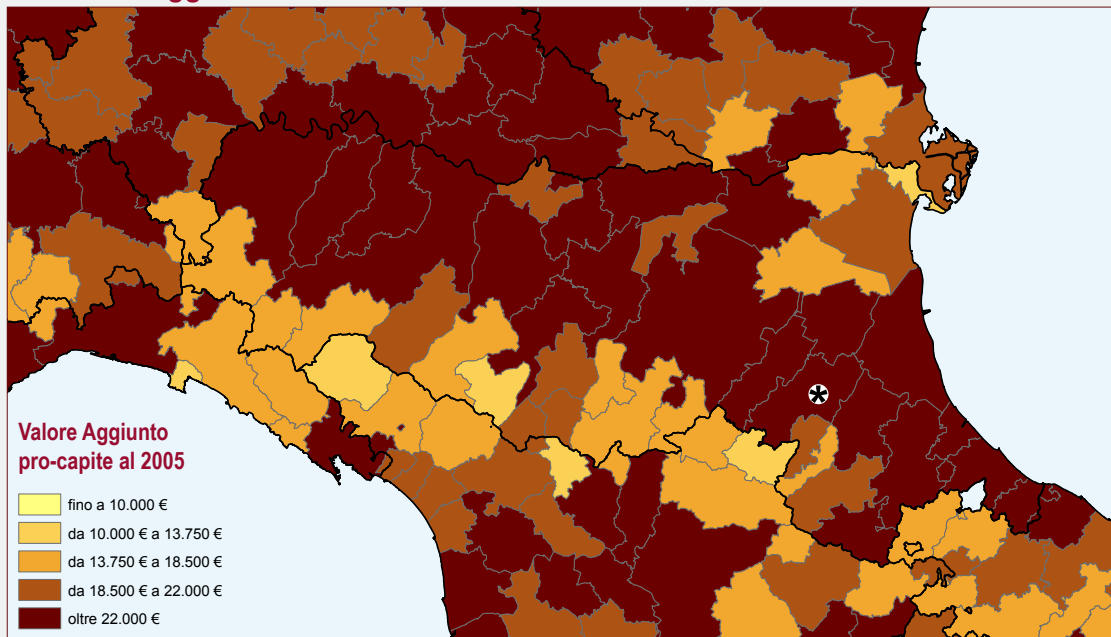 Valore Aggiunto
pro-capite al 2005
fino a 10.000 €
da 10.000 € a 13.750 €
da 13.750 € a 18.500 €
da 18.500 € a 22.000 €
oltre 22.000 €